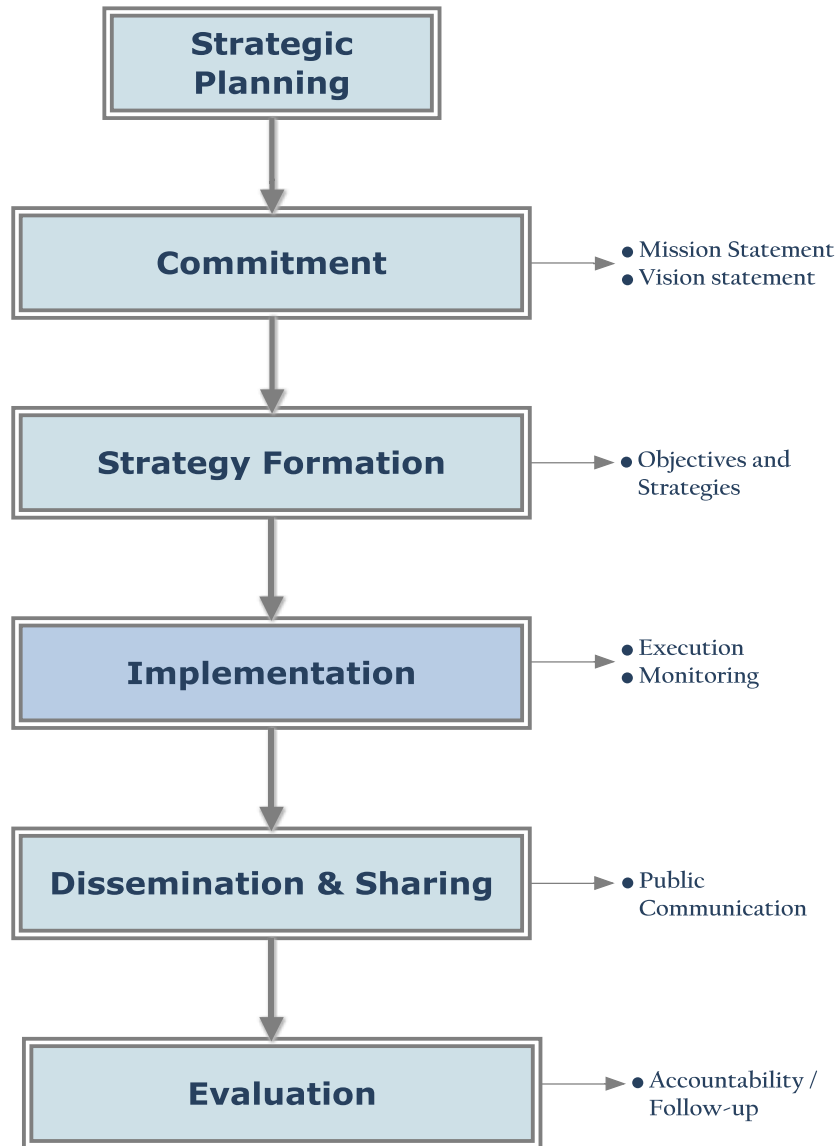 Strategic
Planning
Commitment
● Mission Statement
● Vision statement
Strategy Formation
● Objectives and
Strategies
Implementation
● Execution
● Monitoring
Dissemination & Sharing
● Public
Communication
Evaluation
● Accountability /
Follow-up